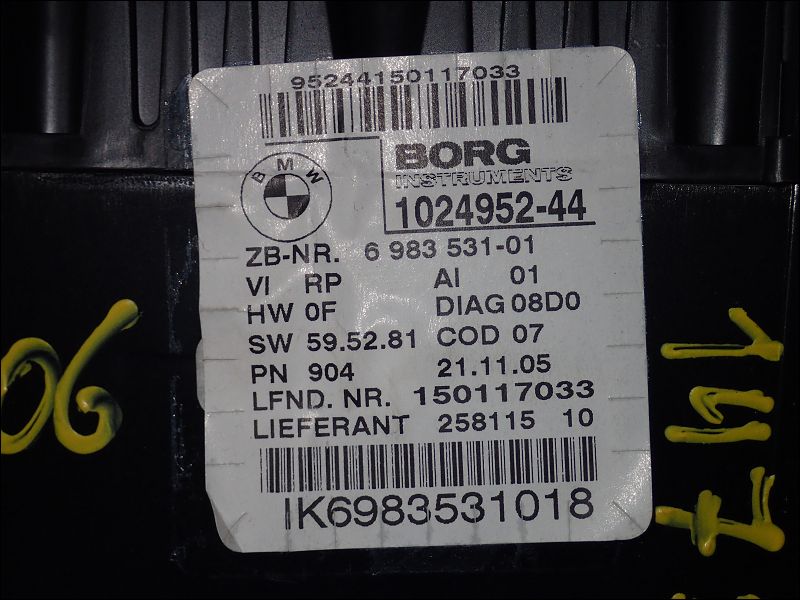 95244150117033
BMW
BORG
INSTRUMENTS
1024952-44
ZB-NR. 6 983 531-01
VI RP AI 01
HW 0F DIAG 08D0
SW 59.52.81 COD 07
PN 904 21.11.05
LFND. NR. 150117033
LIEFERANT 258115 10
IK6983531018
06